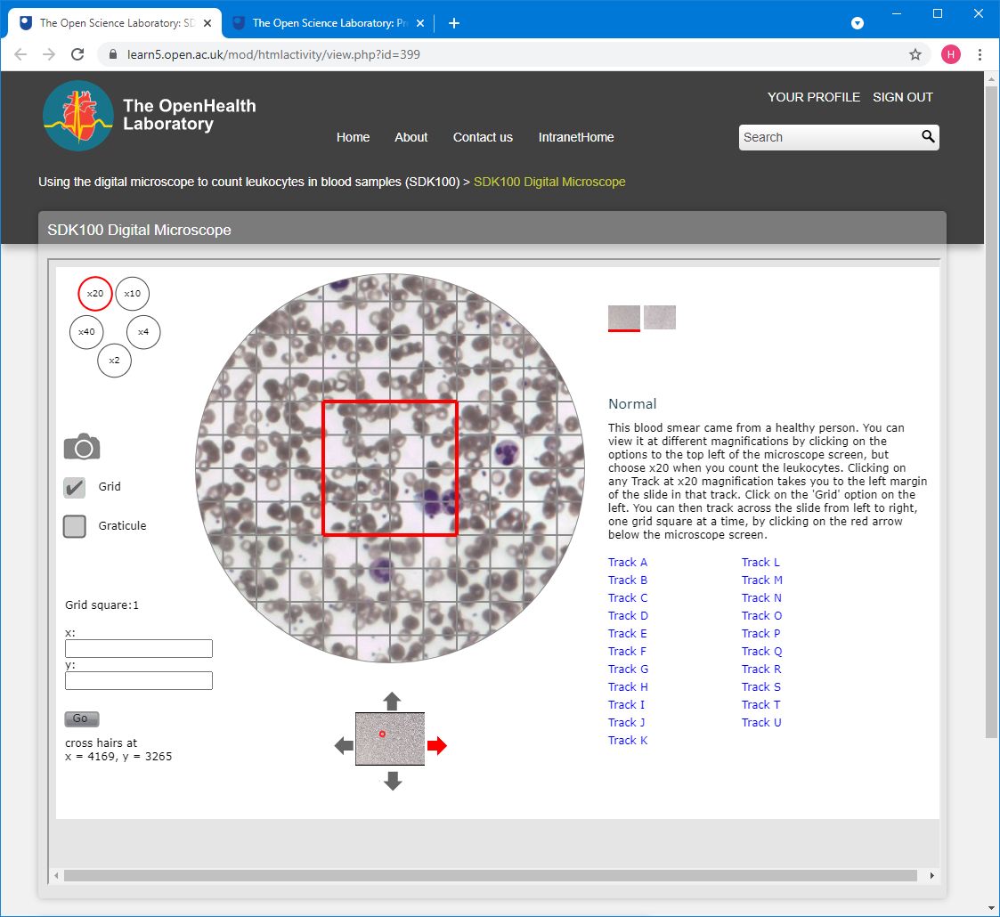 The Open Science Laboratory: SD
The Open Science Laboratory: Pr
learn5.open.ac.uk/mod/htmlactivity/view.php?id=399
H
The OpenHealth
Laboratory
YOUR PROFILE SIGN OUT
Home About Contact us IntranetHome
Search
Using the digital microscope to count leukocytes in blood samples (SDK100) > SDK100 Digital Microscope
SDK100 Digital Microscope
x20 x10
x40 x4
x2
Grid
Graticule
Grid square:1
x:
y:
Go
cross hairs at
x = 4169, y = 3265
Normal
This blood smear came from a healthy person. You can
view it at different magnifications by clicking on the
options to the top left of the microscope screen, but
choose x20 when you count the leukocytes. Clicking on
any Track at x20 magnification takes you to the left margin
of the slide in that track. Click on the 'Grid' option on the
left. You can then track across the slide from left to right,
one grid square at a time, by clicking on the red arrow
below the microscope screen.
Track A
Track B
Track C
Track D
Track E
Track F
Track G
Track H
Track I
Track J
Track K
Track L
Track M
Track N
Track O
Track P
Track Q
Track R
Track S
Track T
Track U